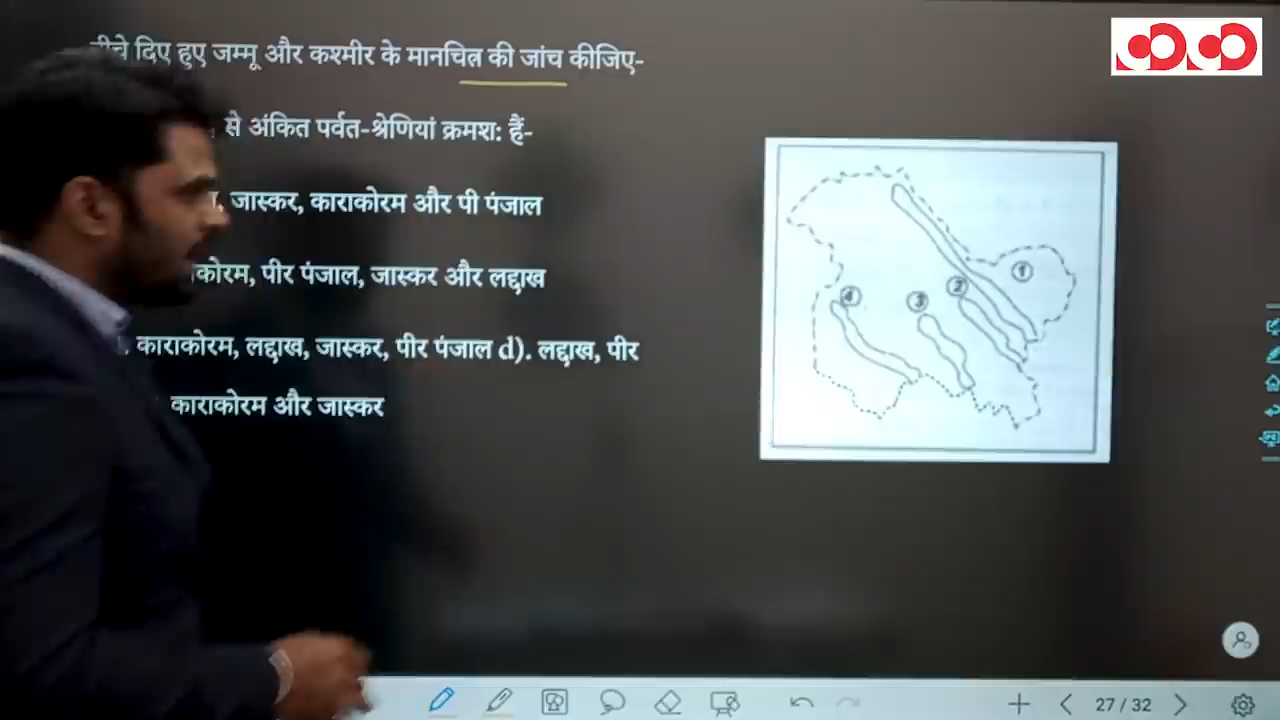 दिए हुए जम्मू और कश्मीर के मानचित्र की जांच कीजिए-
से अंकित पर्वत-श्रेणियां क्रमश: हैं-
जास्कर, काराकोरम और पी पंजाल
पीर पंजाल, जास्कर और लद्दाख
काराकोरम, लद्दाख, जास्कर, पीर पंजाल d). लद्दाख, पीर
काराकोरम और जास्कर
1
2
3
4
27 / 32